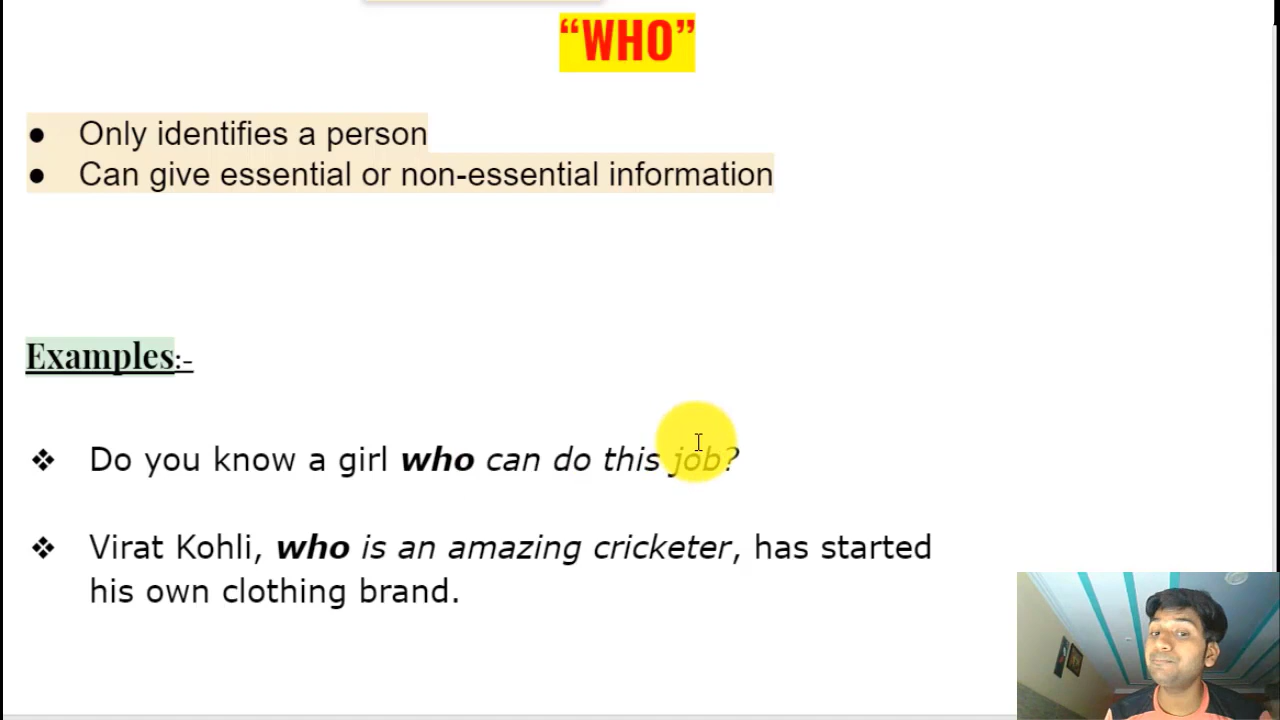 “WHO”
● Only identifies a person
● Can give essential or non-essential information
Examples:-
❖ Do you know a girl who can do this job?
❖ Virat Kohli, who is an amazing cricketer, has started
his own clothing brand.